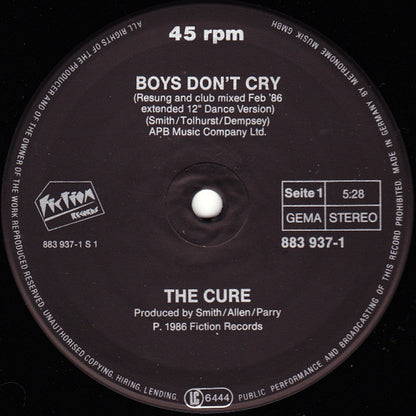 45 rpm
BOYS DON'T CRY
(Resung and club mixed Feb '86
extended 12" Dance Version)
(Smith/Tolhurst/Dempsey)
APB Music Company Ltd.
Fiction
RECORDS
883 937-1 S 1
Seite 1 5:28
GEMA STEREO
883 937-1
THE CURE
Produced by Smith/Allen/Parry
P. 1986 Fiction Records
LC 6444
ALL RIGHTS OF THE PRODUCER AND OF THE OWNER OF THE WORK REPRODUCED RESERVED. UNAUTHORISED COPYING, HIRING, LENDING, PUBLIC PERFORMANCE AND BROADCASTING OF THIS RECORD PROHIBITED. MADE IN GERMANY BY METRONOME MUSIK GMBH